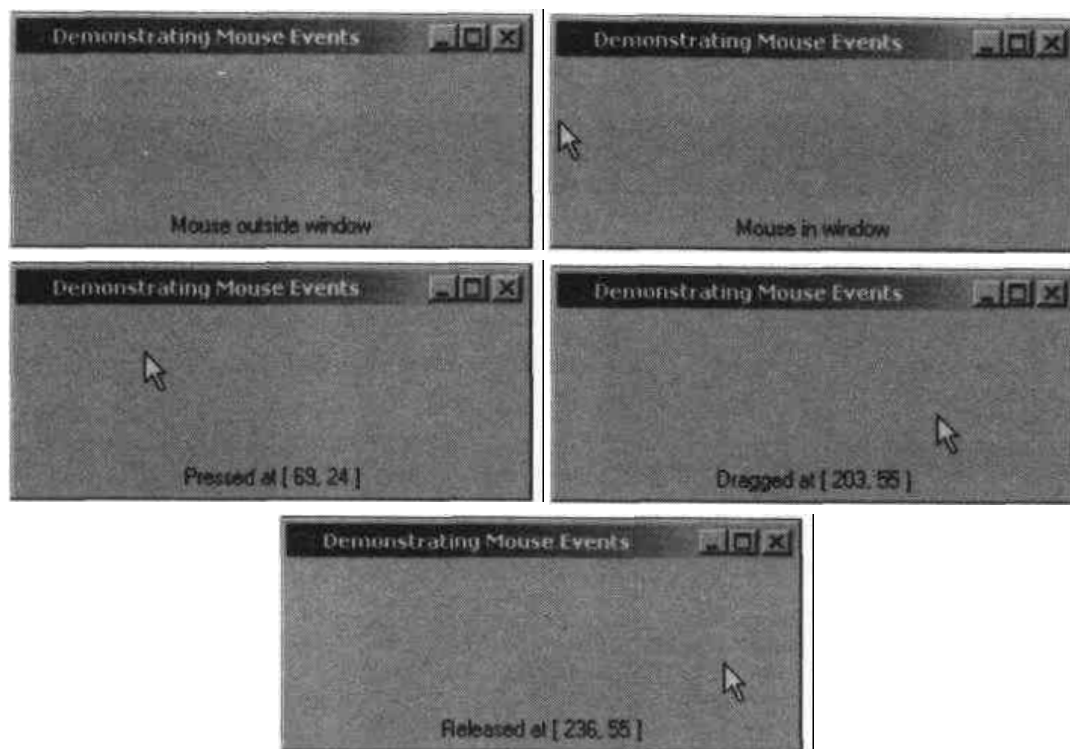 Demonstrating Mouse Events
Mouse outside window
Demonstrating Mouse Events
Mouse in window
Demonstrating Mouse Events
Pressed at [ 69, 24 ]
Demonstrating Mouse Events
Dragged at [ 203, 55 ]
Demonstrating Mouse Events
Released at [ 236, 55 ]